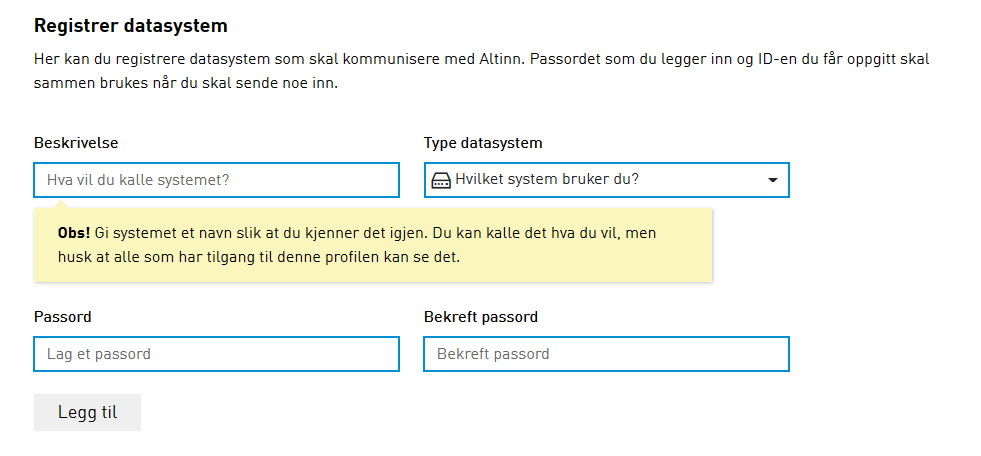 Registrer datasystem
Her kan du registrere datasystem som skal kommunisere med Altinn. Passordet som du legger inn og ID-en du får oppgitt skal
sammen brukes når du skal sende noe inn.
Beskrivelse
Type datasystem
Hva vil du kalle systemet?
Hvilket system bruker du?
Obs! Gi systemet et navn slik at du kjenner det igjen. Du kan kalle det hva du vil, men
husk at alle som har tilgang til denne profilen kan se det.
Passord
Bekreft passord
Lag et passord
Bekreft passord
Legg til